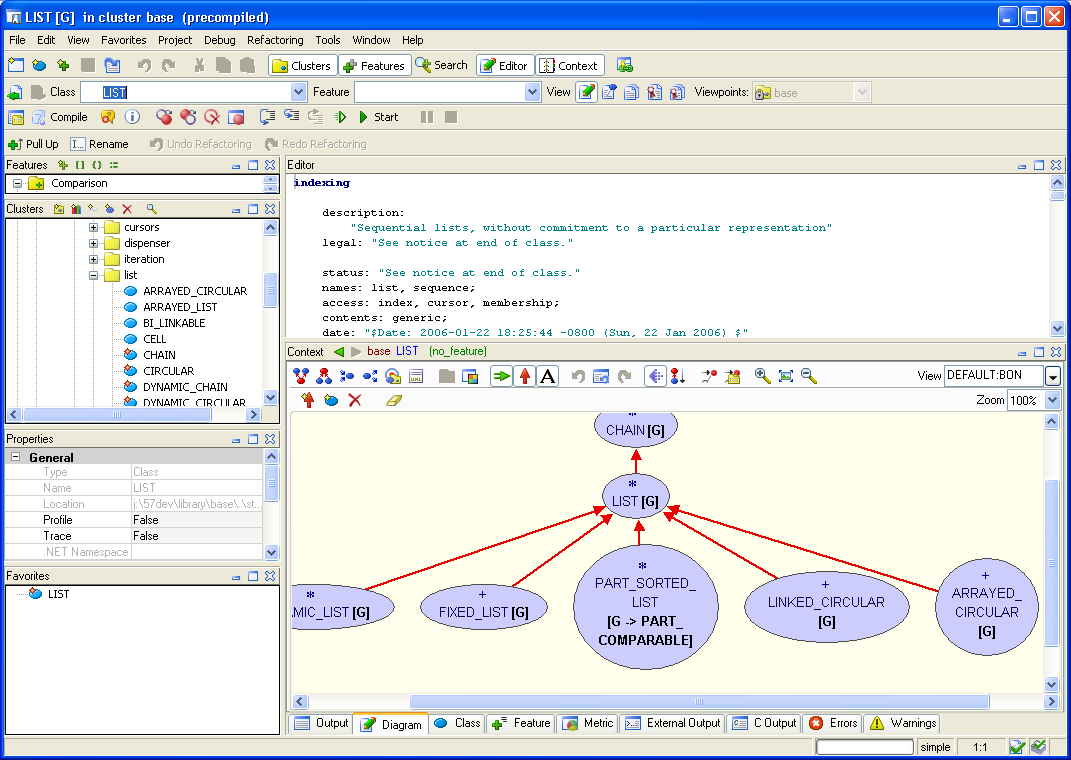 LIST [G]  in cluster base  (precompiled)
File Edit View Favorites Project Debug Refactoring Tools Window Help
Clusters Features Search Editor Context
Class LIST Feature View Viewpoints: base
Compile Start
Pull Up Rename Undo Refactoring Redo Refactoring
Features
Comparison
Clusters
cursors
dispenser
iteration
list
ARRAYED_CIRCULAR
ARRAYED_LIST
BI_LINKABLE
CELL
CHAIN
CIRCULAR
DYNAMIC_CHAIN
DYNAMIC_CIRCULAR
Properties
General
Type Class
Name LIST
Location j:\57dev\library\base\.\st...
Profile False
Trace False
.NET Namespace
Favorites
LIST
Editor
indexing
description:
"Sequential lists, without commitment to a particular representation"
legal: "See notice at end of class."
status: "See notice at end of class."
names: list, sequence;
access: index, cursor, membership;
contents: generic;
date: "$Date: 2006-01-22 18:25:44 -0800 (Sun, 22 Jan 2006) $"
Context base LIST (no_feature)
A View DEFAULT:BON
Zoom 100%
*
CHAIN [G]
*
LIST [G]
*
MIC_LIST [G]
+
FIXED_LIST [G]
*
PART_SORTED_
LIST
[G -> PART_
COMPARABLE]
+
LINKED_CIRCULAR
[G]
+
ARRAYED_
CIRCULAR
[G]
Output Diagram Class Feature Metric External Output C Output Errors Warnings
simple 1:1